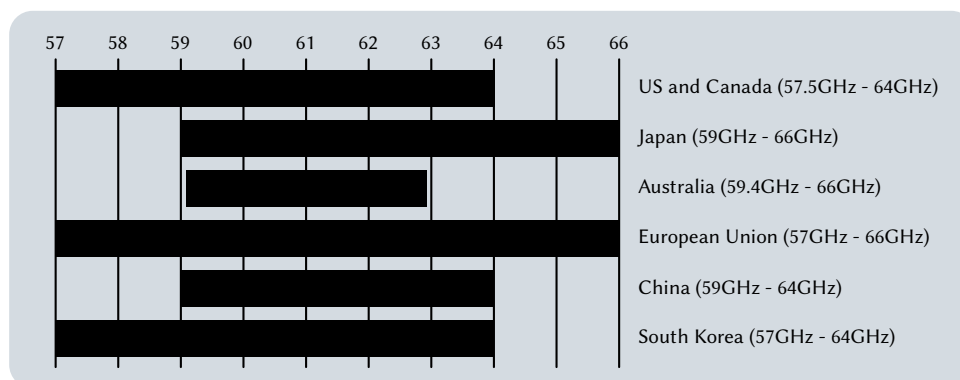 57 58 59 60 61 62 63 64 65 66
US and Canada (57.5GHz - 64GHz)
Japan (59GHz - 66GHz)
Australia (59.4GHz - 66GHz)
European Union (57GHz - 66GHz)
China (59GHz - 64GHz)
South Korea (57GHz - 64GHz)